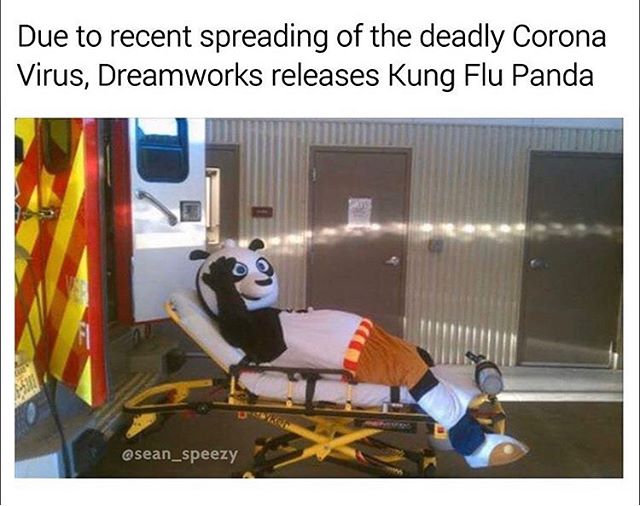 Due to recent spreading of the deadly Corona
Virus, Dreamworks releases Kung Flu Panda
@sean_speezy